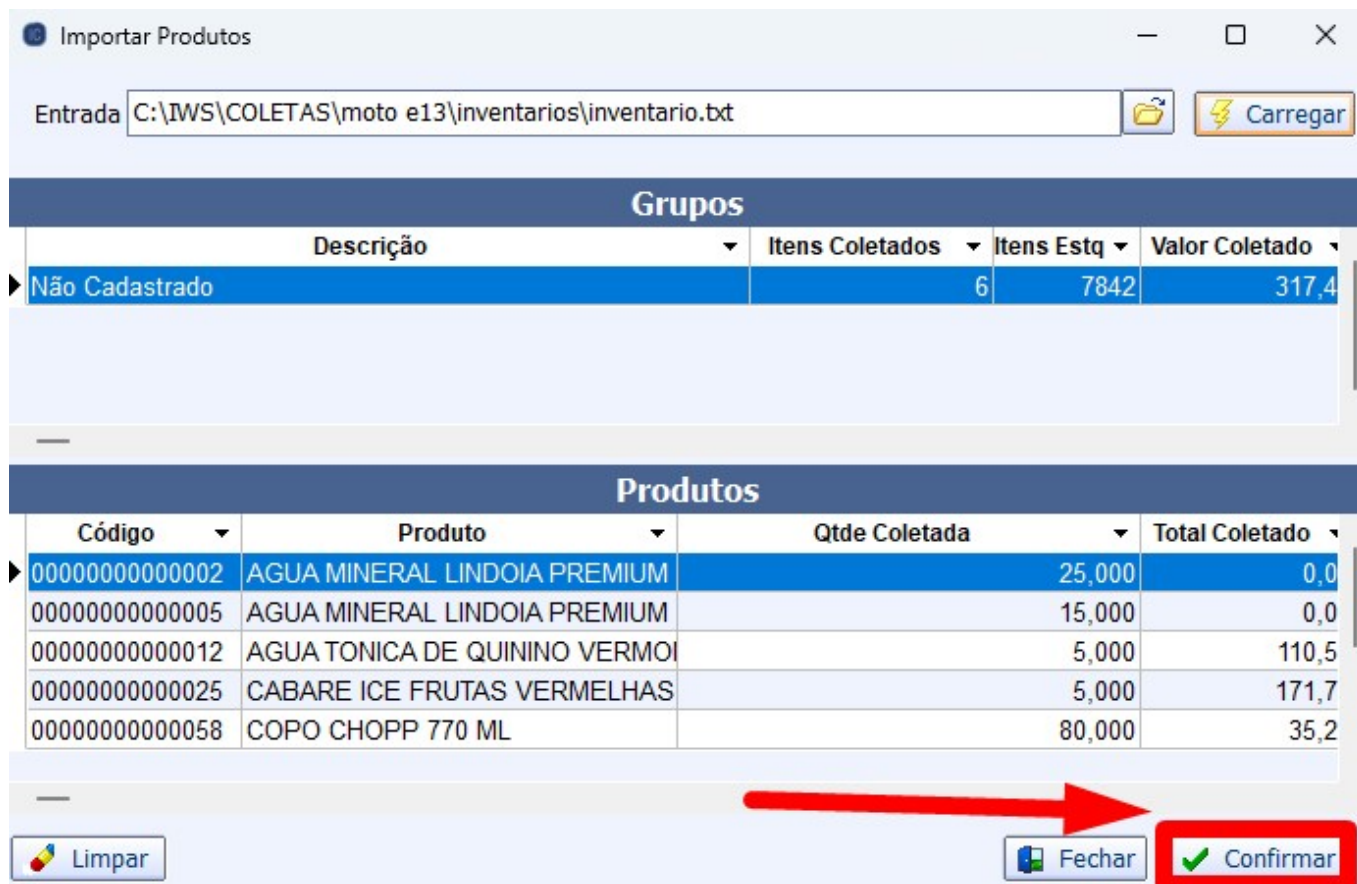 Importar Produtos
Entrada C:\IWS\COLETAS\moto e13\inventarios\inventario.txt Carregar
Grupos
Descrição Itens Coletados Itens Estq Valor Coletado
Não Cadastrado 6 7842 317,4
Produtos
Código Produto Qtde Coletada Total Coletado
00000000000002 AGUA MINERAL LINDOIA PREMIUM 25,000 0,0
00000000000005 AGUA MINERAL LINDOIA PREMIUM 15,000 0,0
00000000000012 AGUA TONICA DE QUININO VERMO 5,000 110,5
00000000000025 CABARE ICE FRUTAS VERMELHAS 5,000 171,7
00000000000058 COPO CHOPP 770 ML 80,000 35,2
Limpar Fechar Confirmar